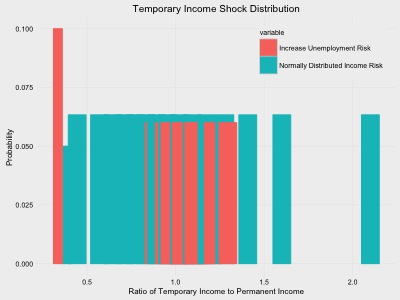 Temporary Income Shock Distribution
variable
Increase Unemployment Risk
Normally Distributed Income Risk
0.100
0.075
0.050
0.025
0.000
Probability
0.5
1.0
1.5
2.0
Ratio of Temporary Income to Permanent Income